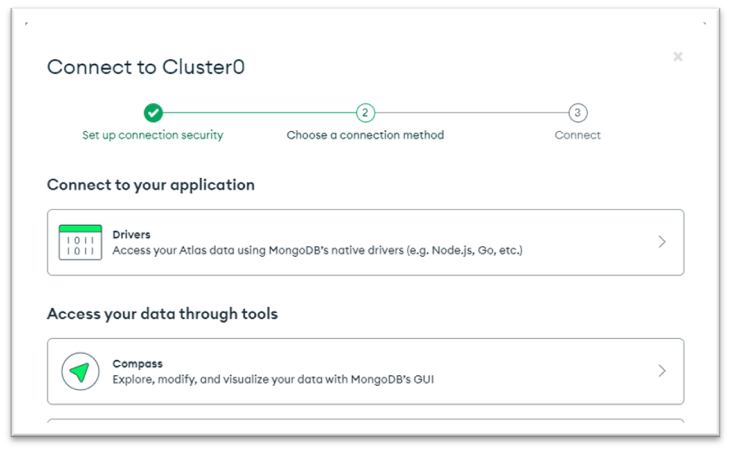 Connect to Cluster0
×
2
3
Set up connection security
Choose a connection method
Connect
Connect to your application
1011
1011
Drivers
Access your Atlas data using MongoDB's native drivers (e.g. Node.js, Go, etc.)
Access your data through tools
Compass
Explore, modify, and visualize your data with MongoDB's GUI